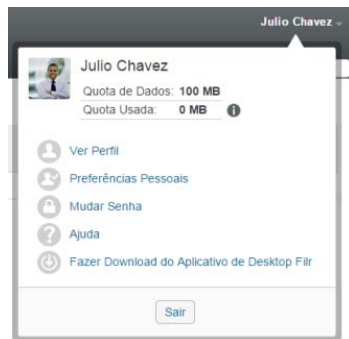 Julio Chavez
Julio Chavez
Quota de Dados: 100 MB
Quota Usada: 0 MB
Ver Perfil
Preferências Pessoais
Mudar Senha
Ajuda
Fazer Download do Aplicativo de Desktop Filr
Sair